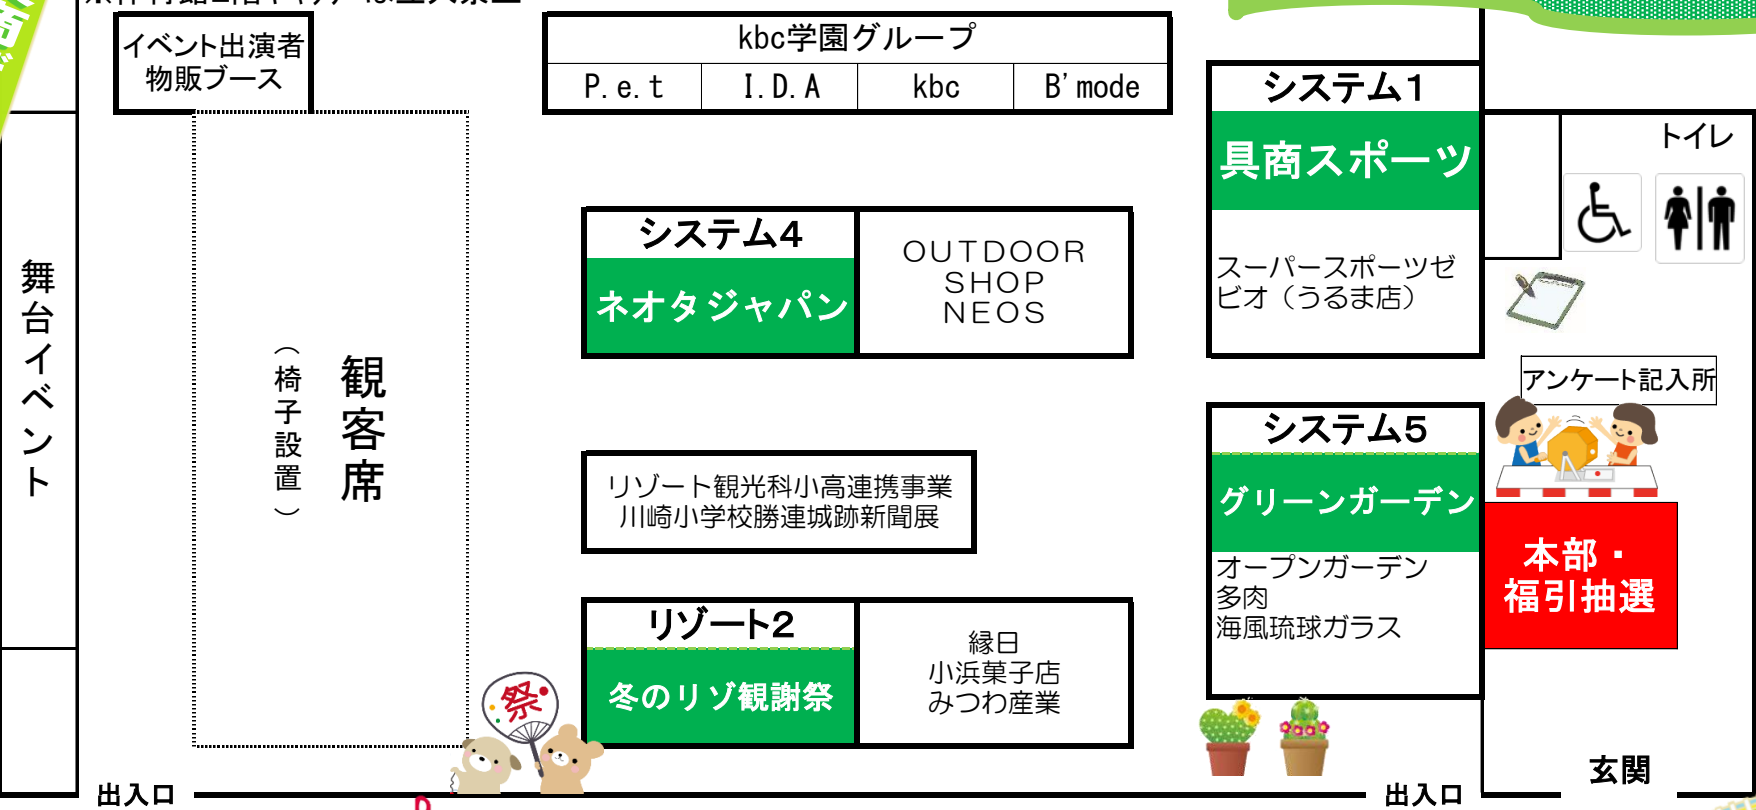 イベント出演者
物販ブース
kbc学園グループ
P.e.t
I.D.A
kbc
B'mode
システム1
具商スポーツ
スーパースポーツゼ
ビオ（うるま店）
トイレ
舞台イベント
観客席
（椅子設置）
システム4
ネオタジャパン
OUTDOOR
SHOP
NEOS
アンケート記入所
システム5
グリーンガーデン
オープンガーデン
多肉
海風琉球ガラス
本部・
福引抽選
リゾート観光科小高連携事業
川崎小学校勝連城跡新聞展
リゾート2
冬のリゾ観謝祭
縁日
小浜菓子店
みつわ産業
祭
出入口
出入口
玄関